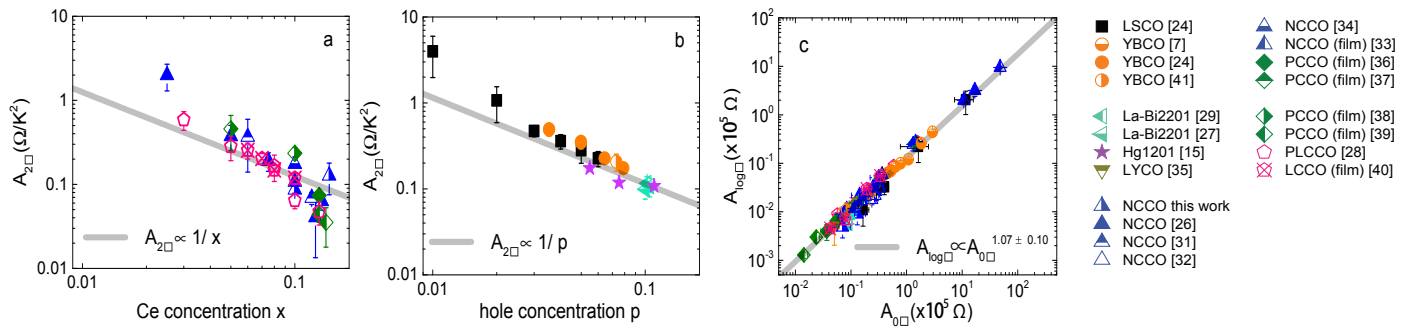 a
A₂□ (Ω/K²)
10
1
0.1
0.01
A₂□ ∝ 1/ x
0.01
0.1
Ce concentration x
b
A₂□ (Ω/K²)
10
1
0.1
0.01
A₂□ ∝ 1/ p
0.01
0.1
hole concentration p
c
A_log□ (x10⁵ Ω)
10²
10¹
10⁰
10⁻¹
10⁻²
10⁻³
A_log□ ∝ A₀□ ^1.07 ± 0.10
10⁻²
10⁻¹
10⁰
10¹
10²
A₀□ (x10⁵ Ω)
LSCO [24]
YBCO [7]
YBCO [24]
YBCO [41]
La-Bi2201 [29]
La-Bi2201 [27]
Hg1201 [15]
LYCO [35]
NCCO this work
NCCO [26]
NCCO [31]
NCCO [32]
NCCO [34]
NCCO (film) [33]
PCCO (film) [36]
PCCO (film) [37]
PCCO (film) [38]
PCCO (film) [39]
PLCCO [28]
LCCO (film) [40]